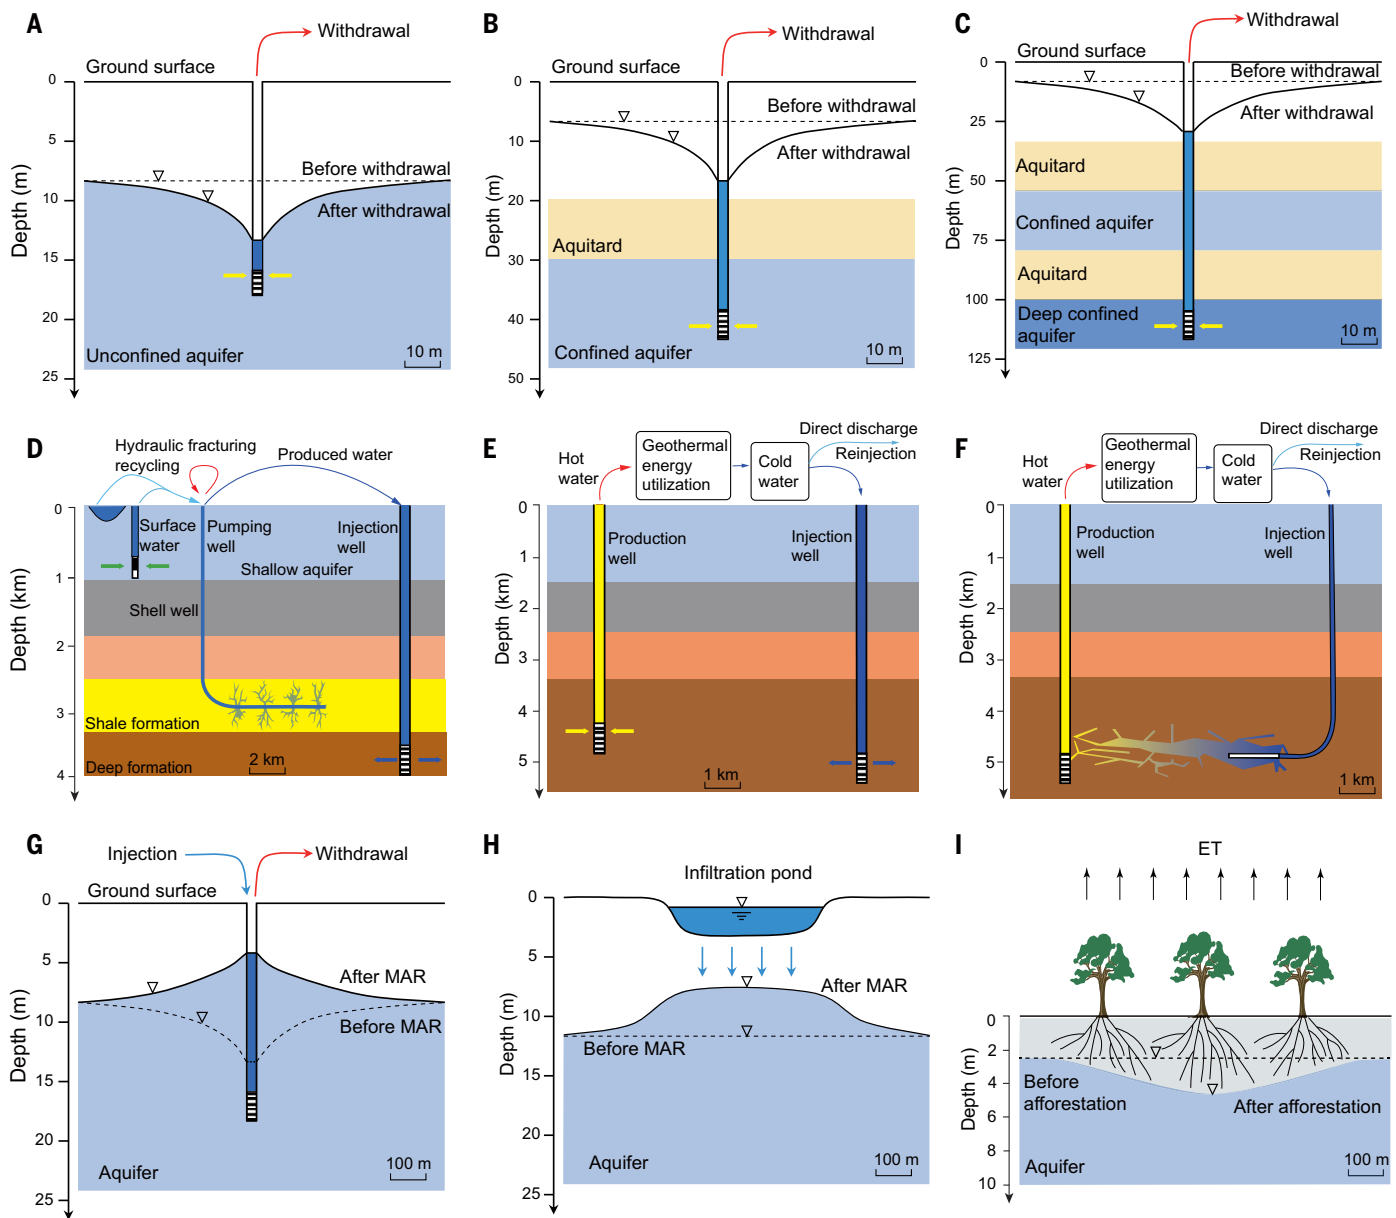 A
Withdrawal
Ground surface
0
5
Before withdrawal
10
After withdrawal
15
20
Unconfined aquifer
10 m
25
Depth (m)
B
Withdrawal
Ground surface
0
Before withdrawal
10
After withdrawal
20
Aquitard
30
40
Confined aquifer
10 m
50
Depth (m)
C
Withdrawal
Ground surface
0
Before withdrawal
After withdrawal
25
Aquitard
50
Confined aquifer
75
Aquitard
100
Deep confined
aquifer
10 m
125
Depth (m)
D
Hydraulic fracturing
recycling
Produced water
0
Surface
water
Pumping
well
Injection
well
Shallow aquifer
1
Shell well
2
3
Shale formation
Deep formation
2 km
4
Depth (km)
E
Hot
water
Geothermal
energy
utilization
Cold
water
Direct discharge
Reinjection
0
Production
well
Injection
well
1
2
3
4
5
1 km
Depth (km)
F
Hot
water
Geothermal
energy
utilization
Cold
water
Direct discharge
Reinjection
0
Production
well
Injection
well
1
2
3
4
5
1 km
Depth (km)
G
Injection
Withdrawal
Ground surface
0
5
After MAR
10
Before MAR
15
20
Aquifer
100 m
25
Depth (m)
H
Infiltration pond
0
5
After MAR
10
Before MAR
15
20
Aquifer
100 m
25
Depth (m)
I
ET
0
2
4
Before
afforestation
After afforestation
6
8
Aquifer
100 m
10
Depth (m)